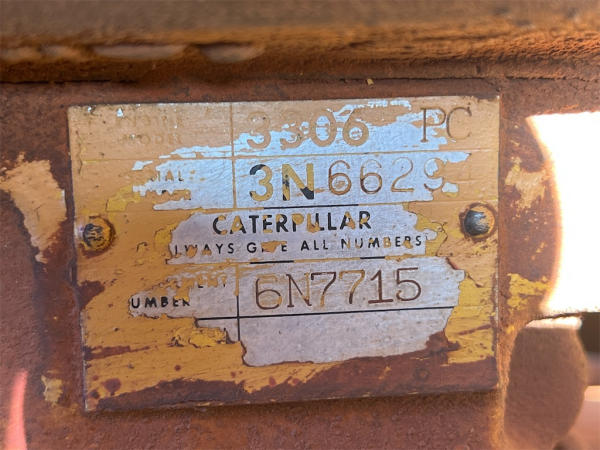 3306 PC
3N6629
CATERPILLAR
ALWAYS GIVE ALL NUMBERS
6N7715